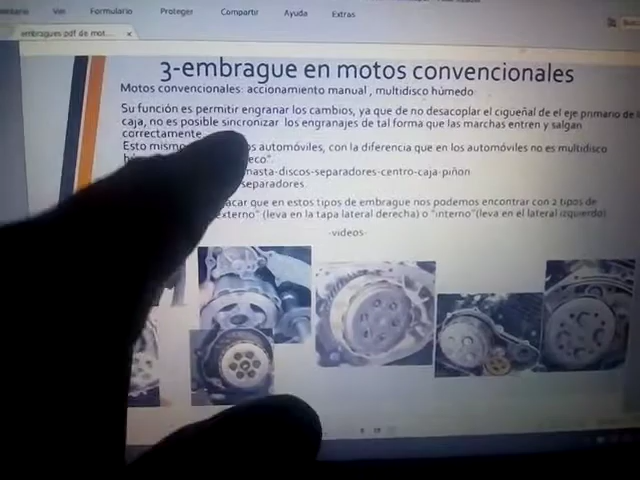 Ver Formulario Proteger Compartir Ayuda Extras
embragues pdf de mot...
3-embrague en motos convencionales
Motos convencionales: accionamiento manual , multidisco húmedo
Su función es permitir engranar los cambios, ya que de no desacoplar el cigueñal de el eje primario de
caja, no es posible sincronizar los engranajes de tal forma que las marchas entren y salgan
correctamente.
Esto mismo automóviles, con la diferencia que en los automóviles no es multidisco
eco".
nasta-discos-separadores-centro-caja-piñon
separadores
acar que en estos tipos de embrague nos podemos encontrar con 2 tipos de
externo" (leva en la tapa lateral derecha) o "interno"(leva en el lateral izquierdo)
-videos-